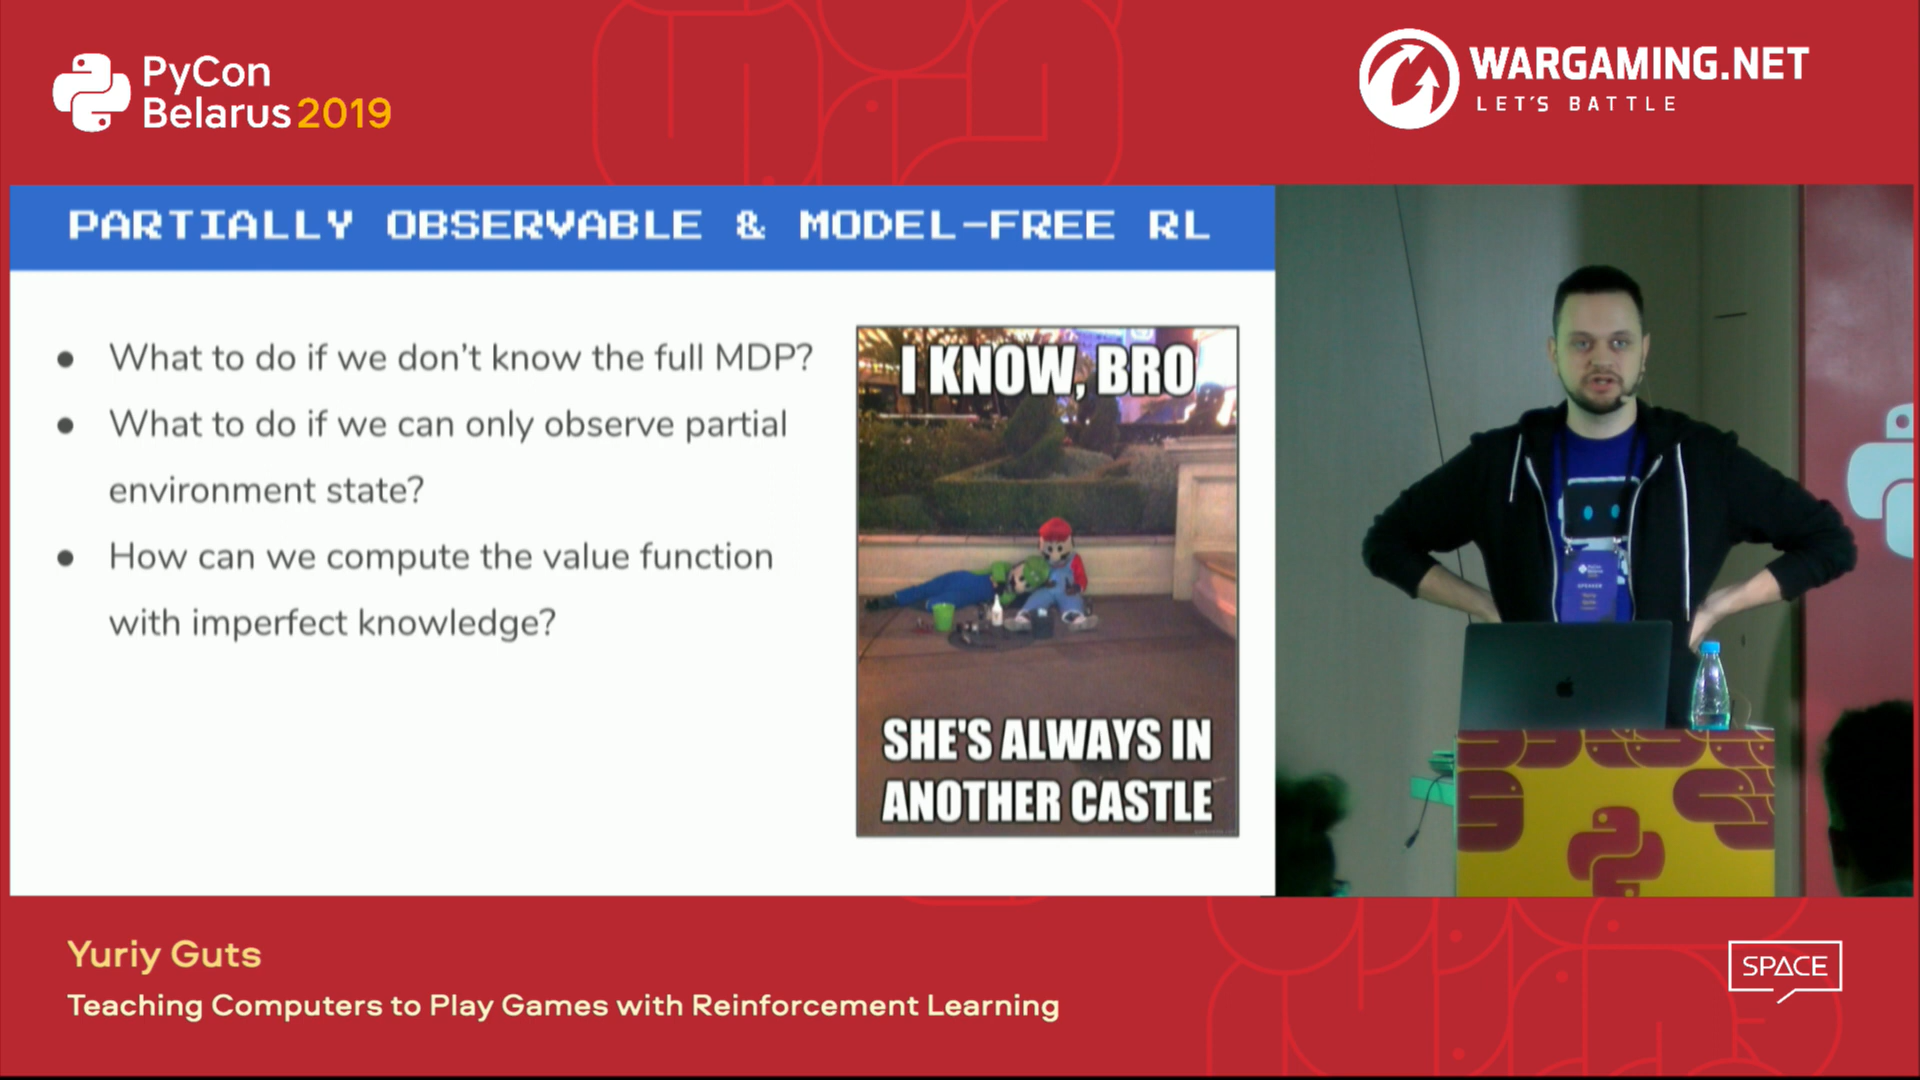 PyCon
Belarus 2019
WARGAMING.NET
LET'S BATTLE
PARTIALLY OBSERVABLE & MODEL-FREE RL
• What to do if we don't know the full MDP?
• What to do if we can only observe partial
environment state?
• How can we compute the value function
with imperfect knowledge?
I KNOW, BRO
SHE'S ALWAYS IN
ANOTHER CASTLE
PyCon
Belarus
SPEAKER
Yuriy Guts
Teaching Computers to Play Games with Reinforcement Learning
SPACE